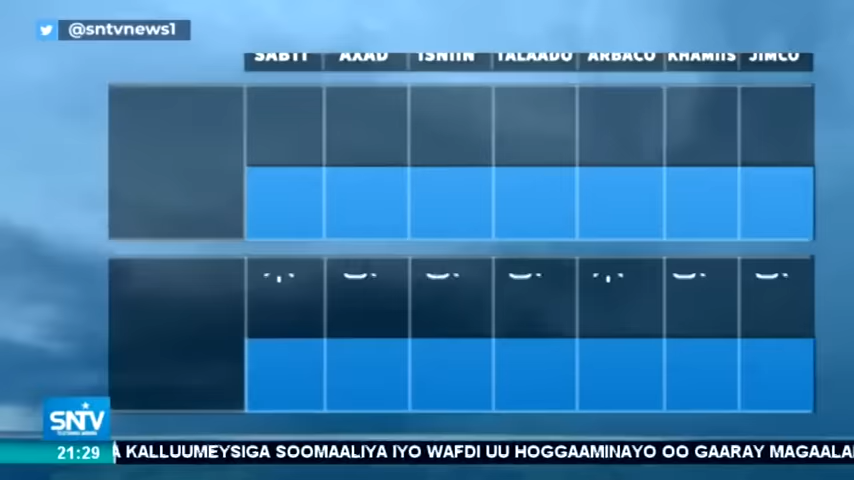 @sntvnews1
SABTI AXAD ISNIIN TALAADO ARBACO KHAMIIS JIMCO
SNTV
21:29 A KALLUUMEYSIGA SOOMAALIYA IYO WAFDI UU HOGGAAMINAYO OO GAARAY MAGAALA